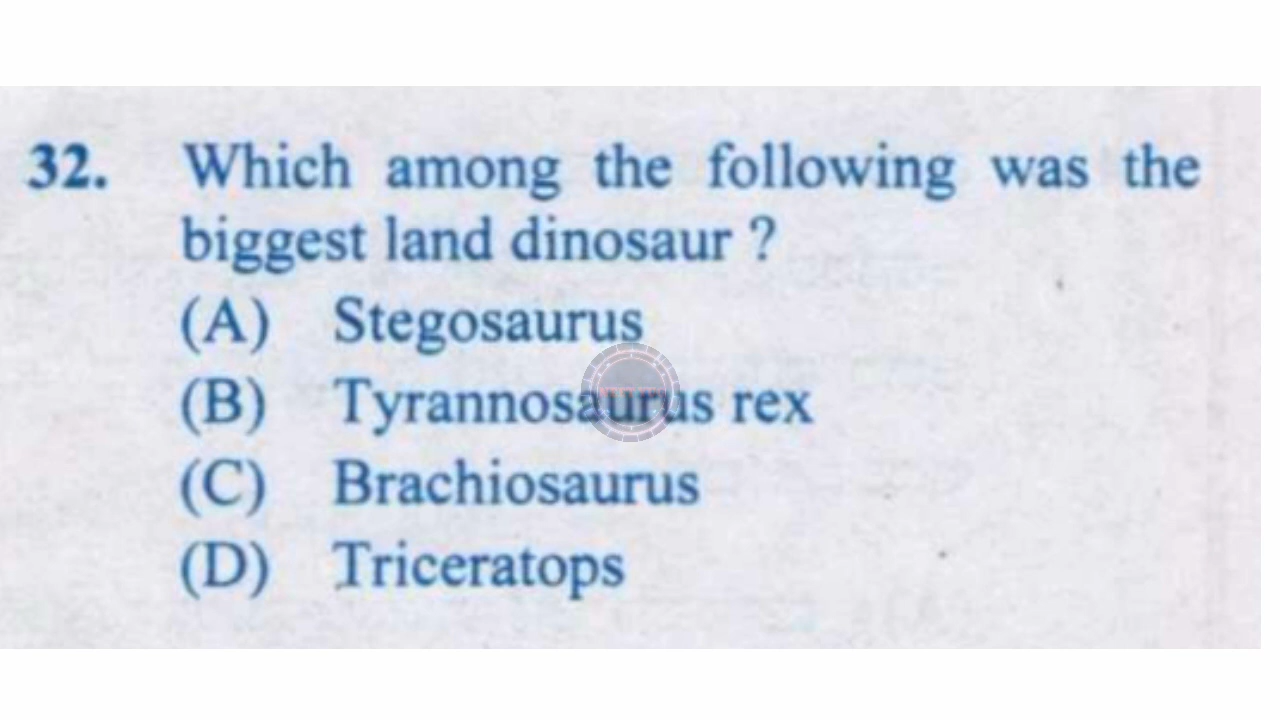 32. Which among the following was the
biggest land dinosaur ?
(A) Stegosaurus
(B) Tyrannosaurus rex
(C) Brachiosaurus
(D) Triceratops